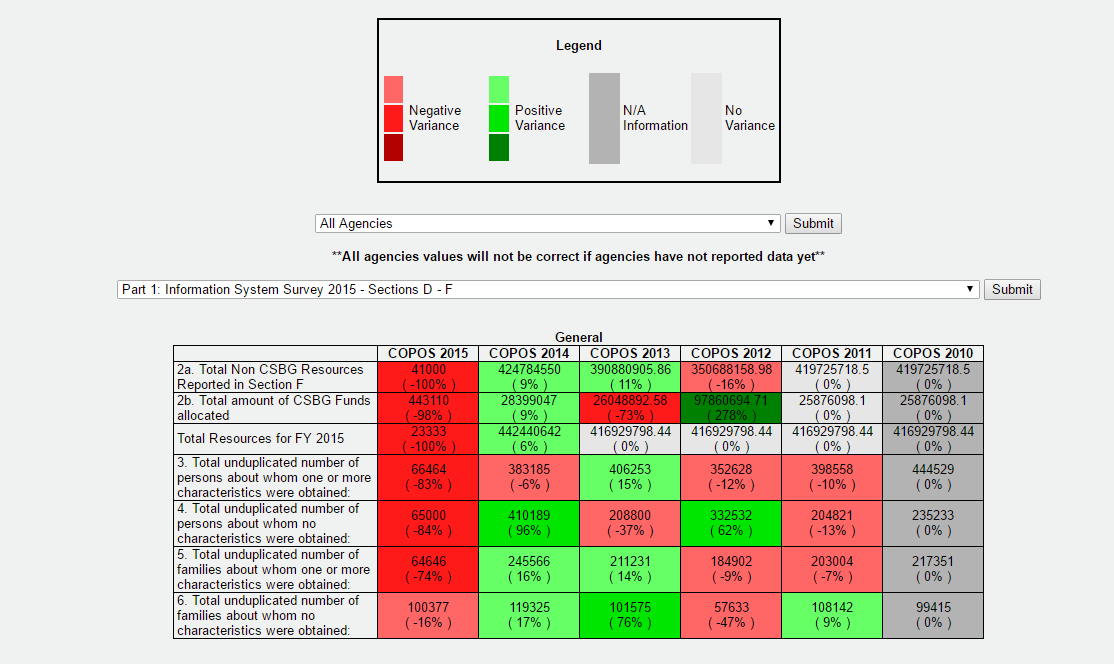 Legend
Negative
Variance
Positive
Variance
N/A
Information
No
Variance
All Agencies
Submit
**All agencies values will not be correct if agencies have not reported data yet**
Part 1: Information System Survey 2015 - Sections D - F
Submit
General
COPOS 2015 COPOS 2014 COPOS 2013 COPOS 2012 COPOS 2011 COPOS 2010
2a. Total Non CSBG Resources 41000 424784550 390880905.86 350688158.98 419725718.5 419725718.5
Reported in Section F ( -100% ) ( 9% ) ( 11% ) ( -16% ) ( 0% ) ( 0% )
2b. Total amount of CSBG Funds 443110 28399047 26048892.58 97860694.71 25876098.1 25876098.1
allocated ( -98% ) ( 9% ) ( -73% ) ( 278% ) ( 0% ) ( 0% )
Total Resources for FY 2015
23333 442440642 416929798.44 416929798.44 416929798.44 416929798.44
( -100% ) ( 6% ) ( 0% ) ( 0% ) ( 0% ) ( 0% )
3. Total unduplicated number of
persons about whom one or more
characteristics were obtained:
66464 383185 406253 352628 398558 444529
( -83% ) ( -6% ) ( 15% ) ( -12% ) ( -10% ) ( 0% )
4. Total unduplicated number of
persons about whom no
characteristics were obtained:
65000 410189 208800 332532 204821 235233
( -84% ) ( 96% ) ( -37% ) ( 62% ) ( -13% ) ( 0% )
5. Total unduplicated number of
families about whom one or more
characteristics were obtained:
64646 245566 211231 184902 203004 217351
( -74% ) ( 16% ) ( 14% ) ( -9% ) ( -7% ) ( 0% )
6. Total unduplicated number of
families about whom no
characteristics were obtained:
100377 119325 101575 57633 108142 99415
( -16% ) ( 17% ) ( 76% ) ( -47% ) ( 9% ) ( 0% )